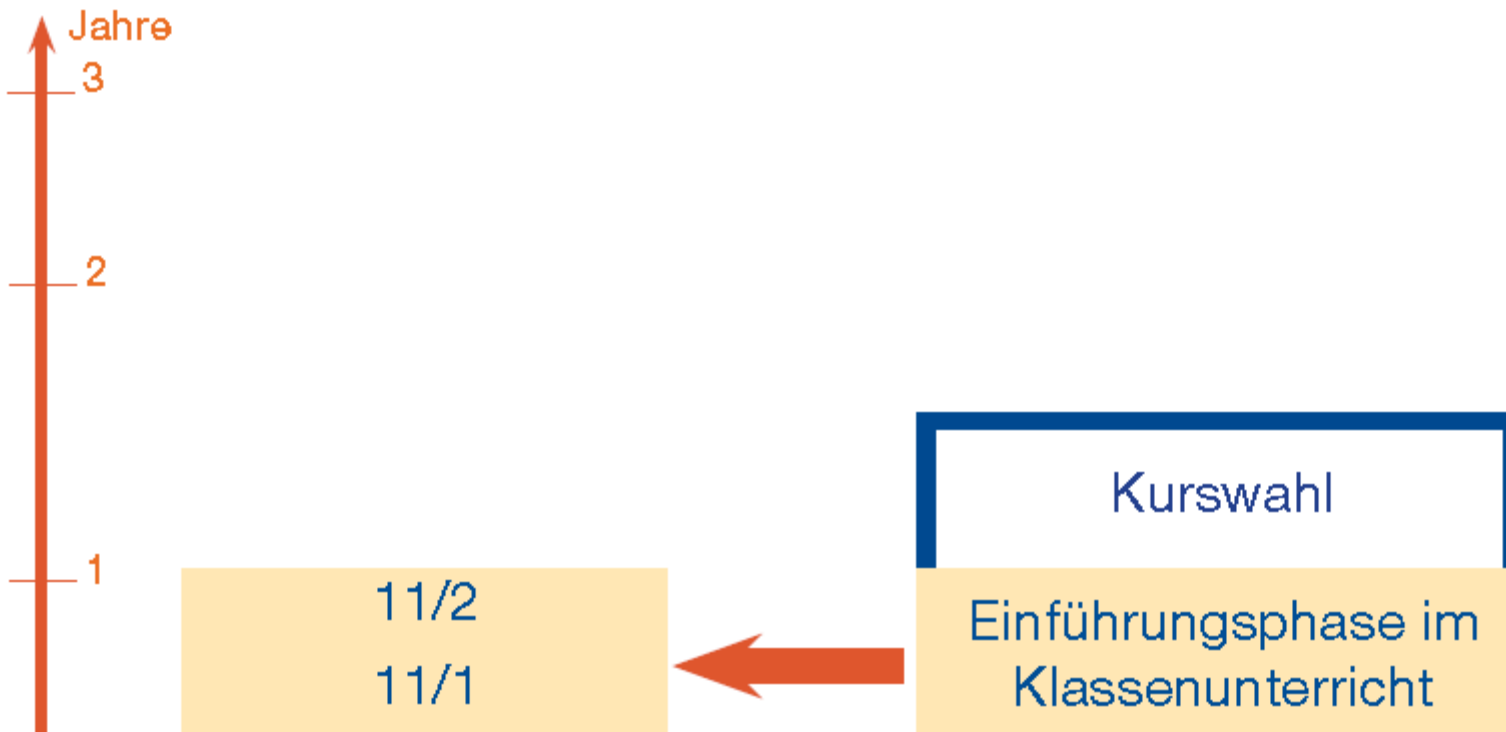 Jahre
3
2
Kurswahl
1
11/2
11/1
Einführungsphase im
Klassenunterricht